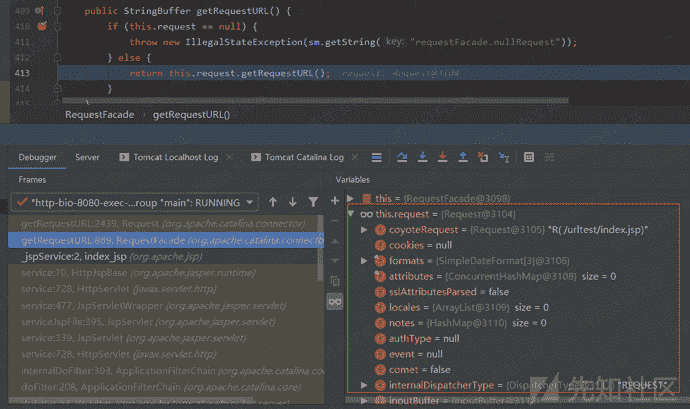 409 public StringBuffer getRequestURL() {
410 if (this.request == null) {
411 throw new IllegalStateException(sm.getString( key: "requestFacade.nullRequest"));
412 } else {
413 return this.request.getRequestURL(); request: Request@3104
414 }
415 }
RequestFacade › getRequestURL()
Debugger Server Tomcat Localhost Log × Tomcat Catalina Log ×
Frames Variables
"http-bio-8080-exec-...roup "main": RUNNING
this = {RequestFacade@3098}
this.request = {Request@3104}
getRequestURL:2439, Request (org.apache.catalina.connector)
coyoteRequest = {Request@3105} "R( /urltest/index.jsp)"
getRequestURL:889, RequestFacade (org.apache.catalina.connector
cookies = null
_jspService:2, index_jsp (org.apache.jsp)
formats = {SimpleDateFormat[3]@3106}
service:70, HttpJspBase (org.apache.jasper.runtime)
attributes = {ConcurrentHashMap@3108} size = 0
service:728, HttpServlet (javax.servlet.http)
sslAttributesParsed = false
service:477, JspServletWrapper (org.apache.jasper.servlet)
locales = {ArrayList@3109} size = 0
serviceJspFile:395, JspServlet (org.apache.jasper.servlet)
notes = {HashMap@3110} size = 0
service:339, JspServlet (org.apache.jasper.servlet)
authType = null
service:728, HttpServlet (javax.servlet.http)
event = null
internalDoFilter:303, ApplicationFilterChain
comet = false
doFilter:208, ApplicationFilterChain (org.apache.catalina.core)
internalDispatcherType = "REQUEST"
inputBuffer =
先知社区